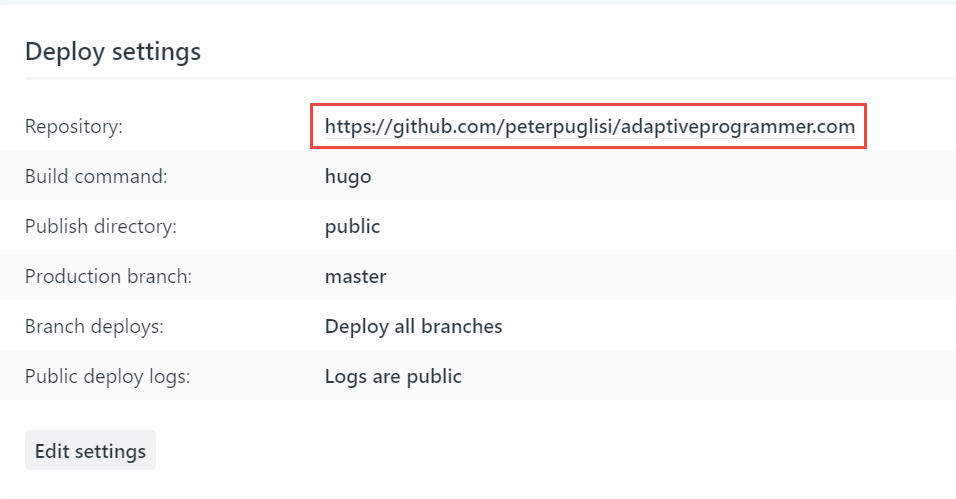 Deploy settings
Repository: https://github.com/peterpuglisi/adaptiveprogrammer.com
Build command: hugo
Publish directory: public
Production branch: master
Branch deploys: Deploy all branches
Public deploy logs: Logs are public
Edit settings